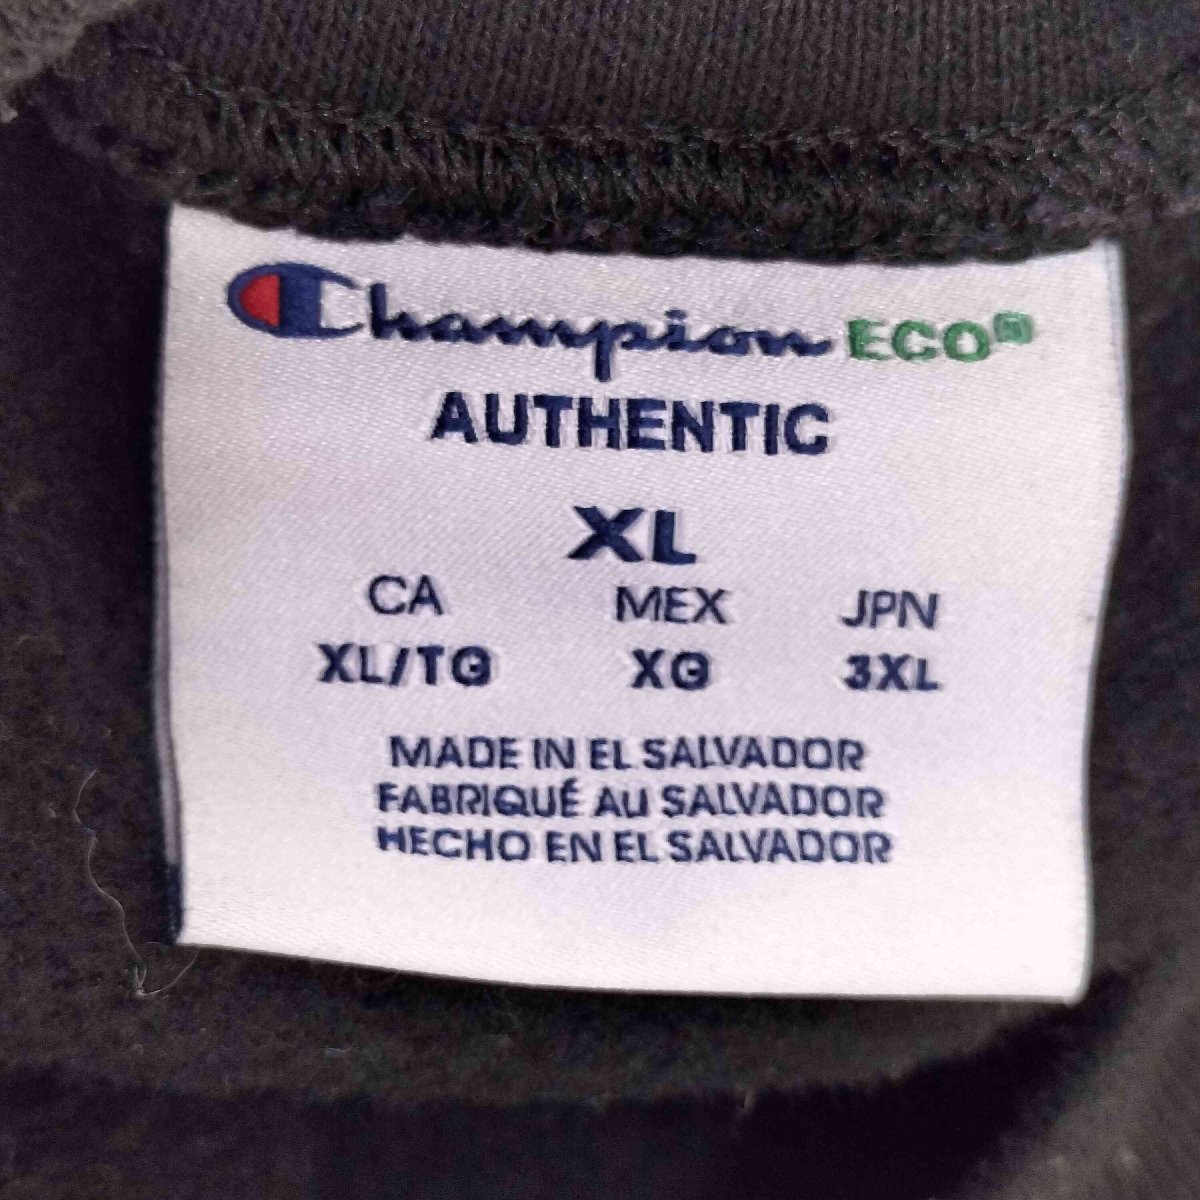 Champion ECO
AUTHENTIC
XL
CA MEX JPN
XL/TG XG 3XL
MADE IN EL SALVADOR
FABRIQUÉ AU SALVADOR
HECHO EN EL SALVADOR